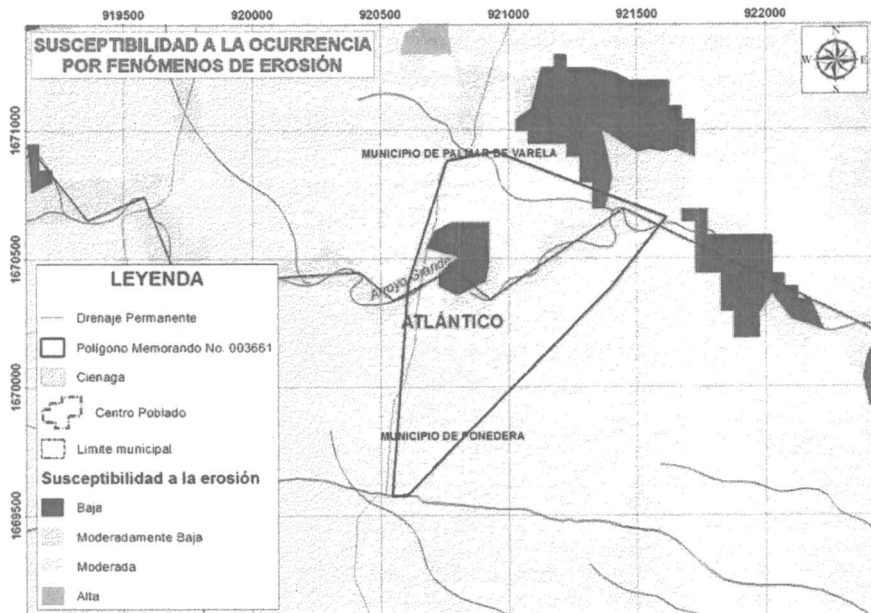 919500 920000 920500 921000 921500 922000
SUSCEPTIBILIDAD A LA OCURRENCIA
POR FENÓMENOS DE EROSIÓN
N
W E
S
1671000
MUNICIPIO DE PALMAR DE VARELA
1670500
Arroyo Grande
ATLÁNTICO
1670000
MUNICIPIO DE PONEDERA
1669500
LEYENDA
Drenaje Permanente
Polígono Memorando No. 003661
Cienaga
Centro Poblado
Limite municipal
Susceptibilidad a la erosión
Baja
Moderadamente Baja
Moderada
Alta